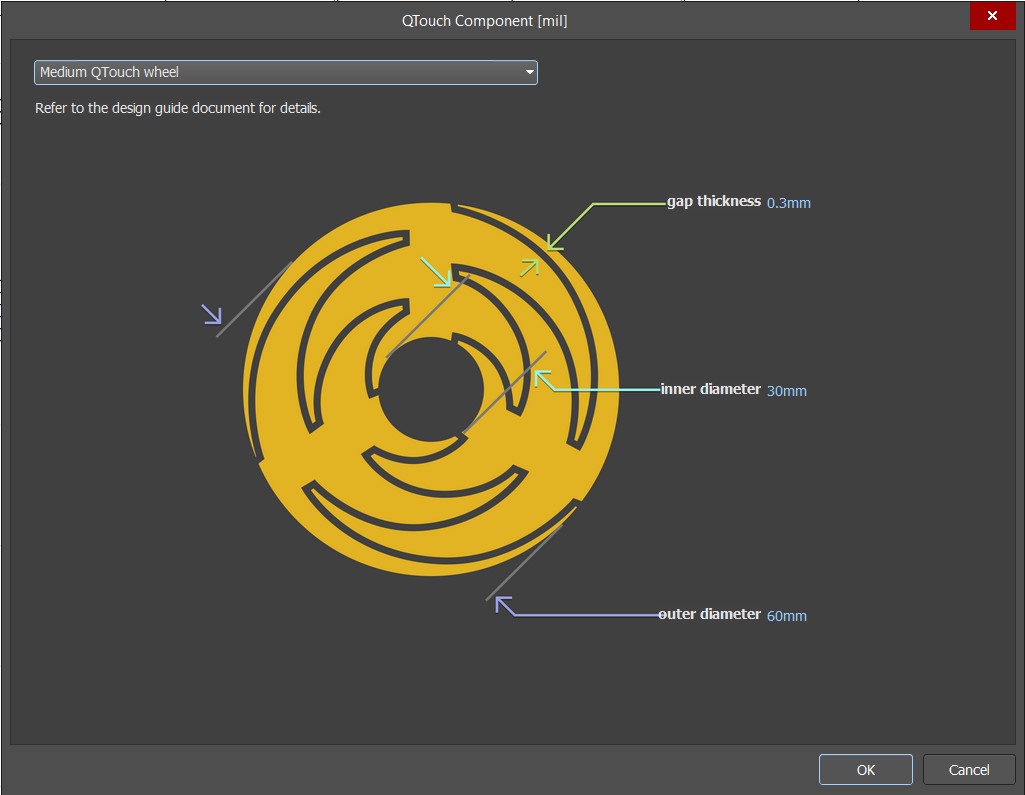 QTouch Component [mil]
Medium QTouch wheel
Refer to the design guide document for details.
gap thickness 0.3mm
inner diameter 30mm
outer diameter 60mm
OK Cancel